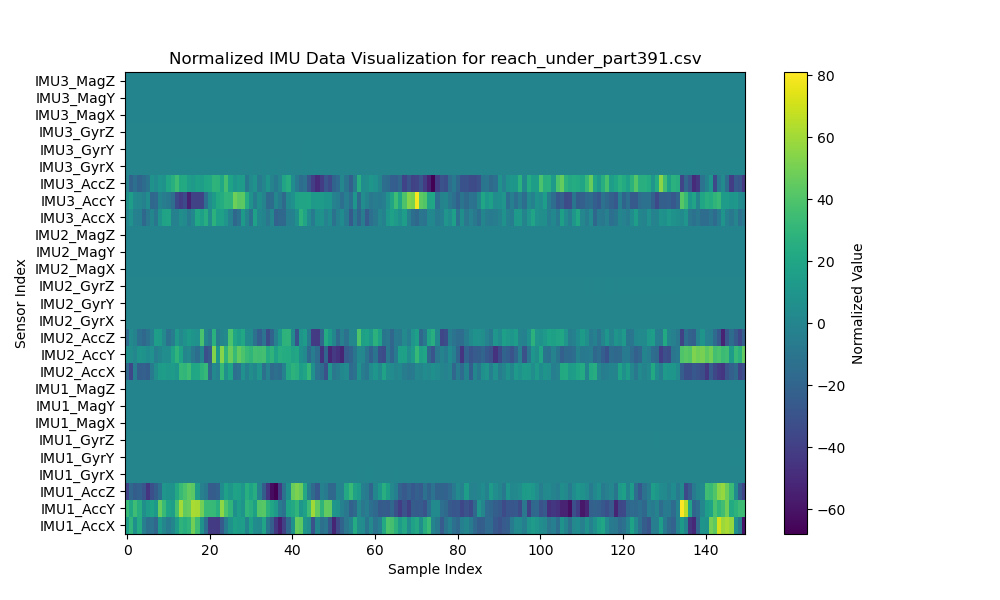 Normalized IMU Data Visualization for reach_under_part391.csv
IMU3_MagZ
IMU3_MagY
IMU3_MagX
IMU3_GyrZ
IMU3_GyrY
IMU3_GyrX
IMU3_AccZ
IMU3_AccY
IMU3_AccX
IMU2_MagZ
IMU2_MagY
IMU2_MagX
IMU2_GyrZ
IMU2_GyrY
IMU2_GyrX
IMU2_AccZ
IMU2_AccY
IMU2_AccX
IMU1_MagZ
IMU1_MagY
IMU1_MagX
IMU1_GyrZ
IMU1_GyrY
IMU1_GyrX
IMU1_AccZ
IMU1_AccY
IMU1_AccX
Sensor Index
0 20 40 60 80 100 120 140
Sample Index
80
60
40
20
0
−20
−40
−60
Normalized Value